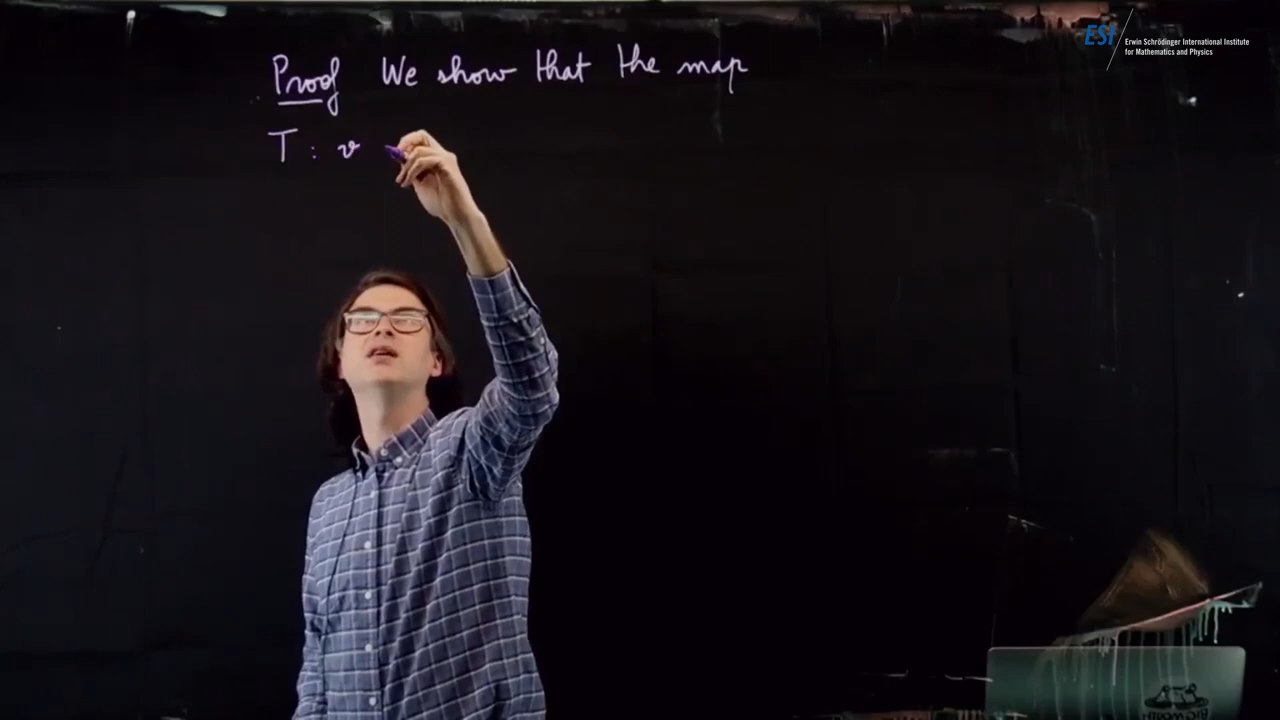 ESI
Erwin Schrödinger International Institute
for Mathematics and Physics
Proof We show that the map
T : v